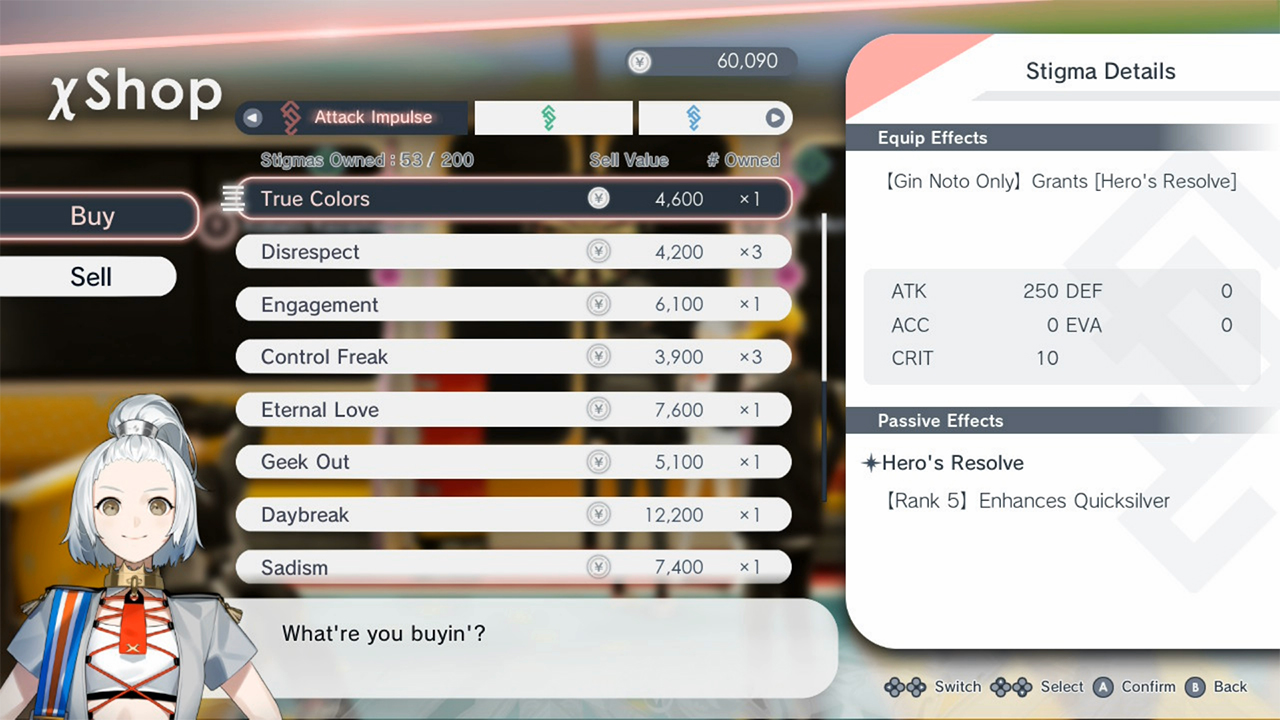 χShop
60,090
Attack Impulse
Stigmas Owned : 53 / 200 Sell Value # Owned
Buy
Sell
True Colors 4,600 ×1
Disrespect 4,200 ×3
Engagement 6,100 ×1
Control Freak 3,900 ×3
Eternal Love 7,600 ×1
Geek Out 5,100 ×1
Daybreak 12,200 ×1
Sadism 7,400 ×1
What're you buyin'?
Stigma Details
Equip Effects
【Gin Noto Only】Grants [Hero's Resolve]
ATK 250 DEF 0
ACC 0 EVA 0
CRIT 10
Passive Effects
Hero's Resolve
【Rank 5】Enhances Quicksilver
Switch Select A Confirm B Back